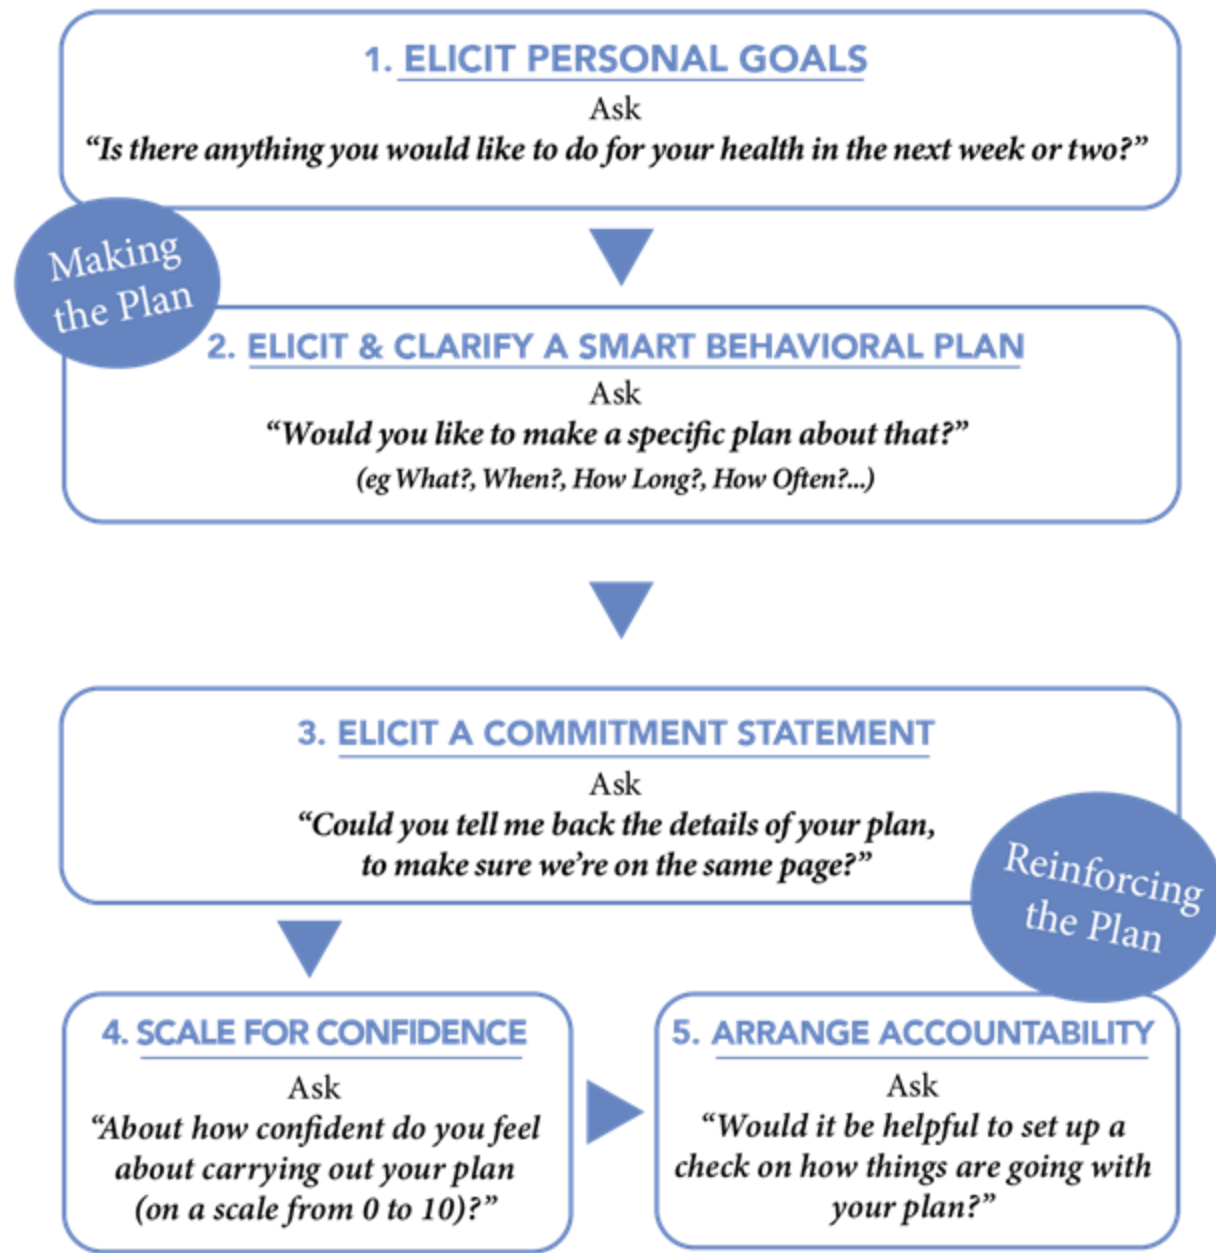 1. ELICIT PERSONAL GOALS
Ask
“Is there anything you would like to do for your health in the next week or two?”
Making
the Plan
2. ELICIT & CLARIFY A SMART BEHAVIORAL PLAN
Ask
“Would you like to make a specific plan about that?”
(eg What?, When?, How Long?, How Often?...)
3. ELICIT A COMMITMENT STATEMENT
Ask
“Could you tell me back the details of your plan,
to make sure we’re on the same page?”
Reinforcing
the Plan
4. SCALE FOR CONFIDENCE
Ask
“About how confident do you feel
about carrying out your plan
(on a scale from 0 to 10)?”
5. ARRANGE ACCOUNTABILITY
Ask
“Would it be helpful to set up a
check on how things are going with
your plan?”